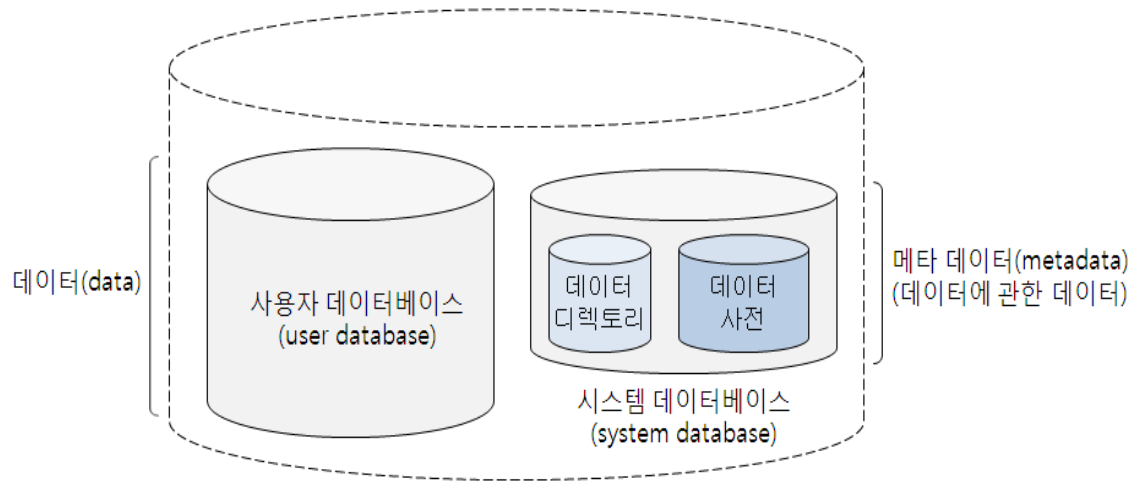 데이터(data)
사용자 데이터베이스
(user database)
데이터
디렉토리
데이터
사전
시스템 데이터베이스
(system database)
메타 데이터(metadata)
(데이터에 관한 데이터)